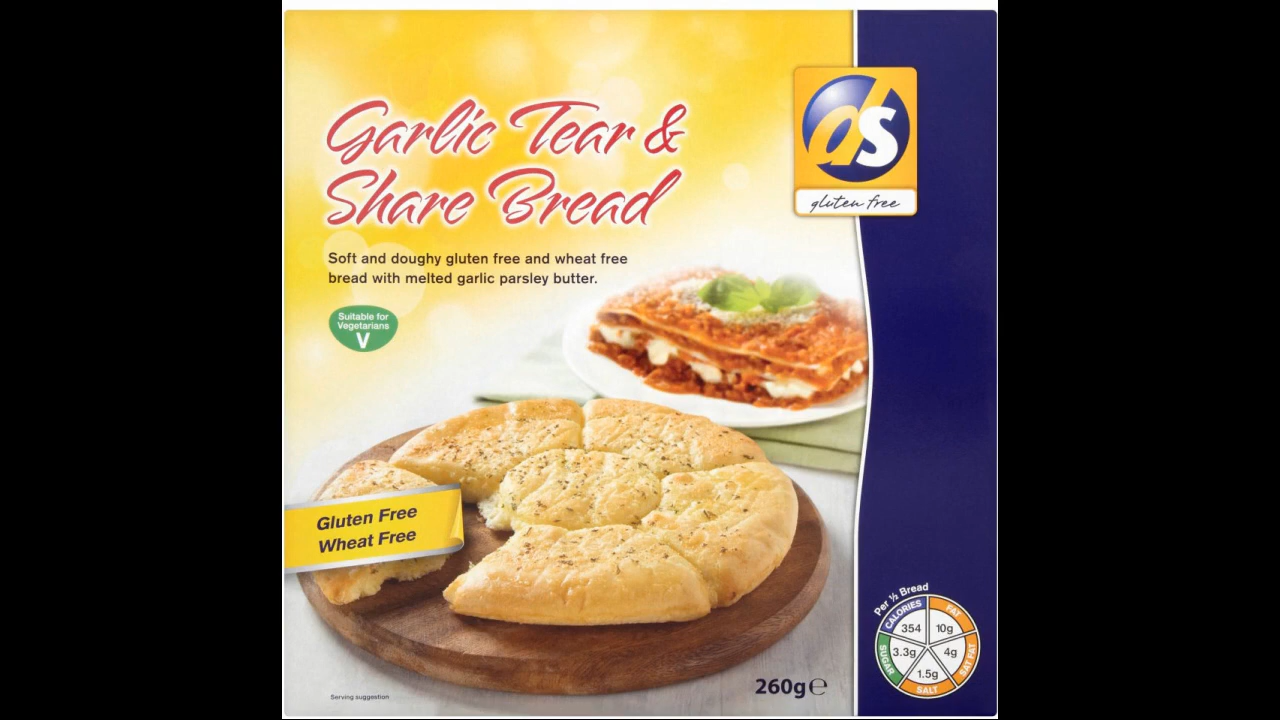 Garlic Tear &
Share Bread
Soft and doughy gluten free and wheat free
bread with melted garlic parsley butter.
Suitable for
Vegetarians
V
ds
gluten free
Gluten Free
Wheat Free
Per ½ Bread
CALORIES
354
FAT
10g
SAT FAT
4g
SALT
1.5g
SUGAR
3.3g
260g℮
Serving suggestion